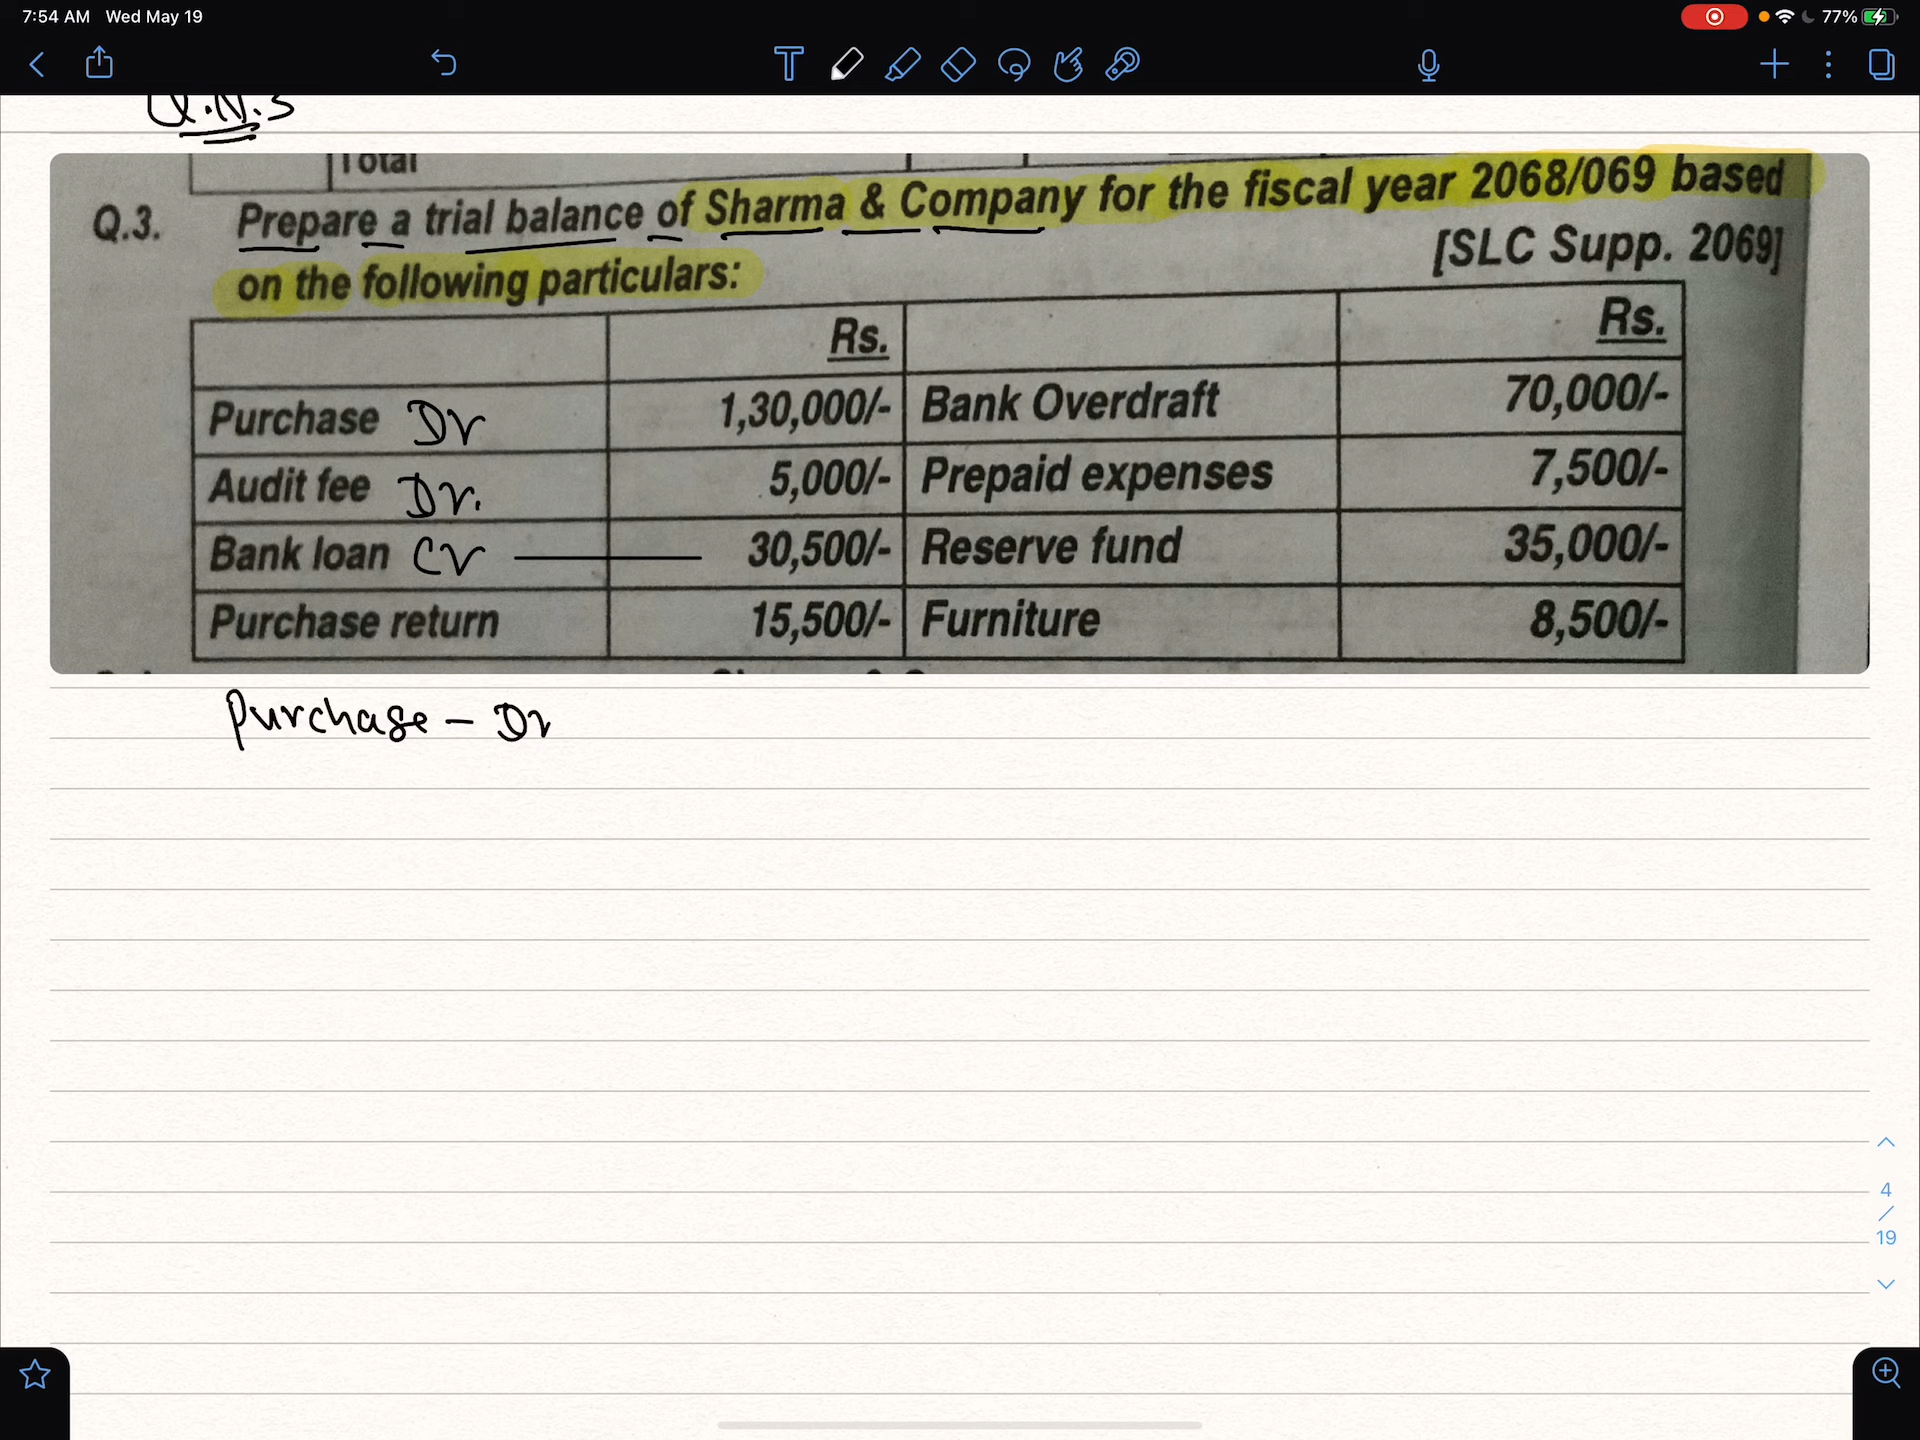 7:54 AM Wed May 19
77%
Q.N.3
Total
Q.3. Prepare a trial balance of Sharma & Company for the fiscal year 2068/069 based
on the following particulars: [SLC Supp. 2069]
Rs. Rs.
Purchase Dr 1,30,000/- Bank Overdraft 70,000/-
Audit fee Dr. 5,000/- Prepaid expenses 7,500/-
Bank loan Cr 30,500/- Reserve fund 35,000/-
Purchase return 15,500/- Furniture 8,500/-
Purchase - Dr
4
/
19